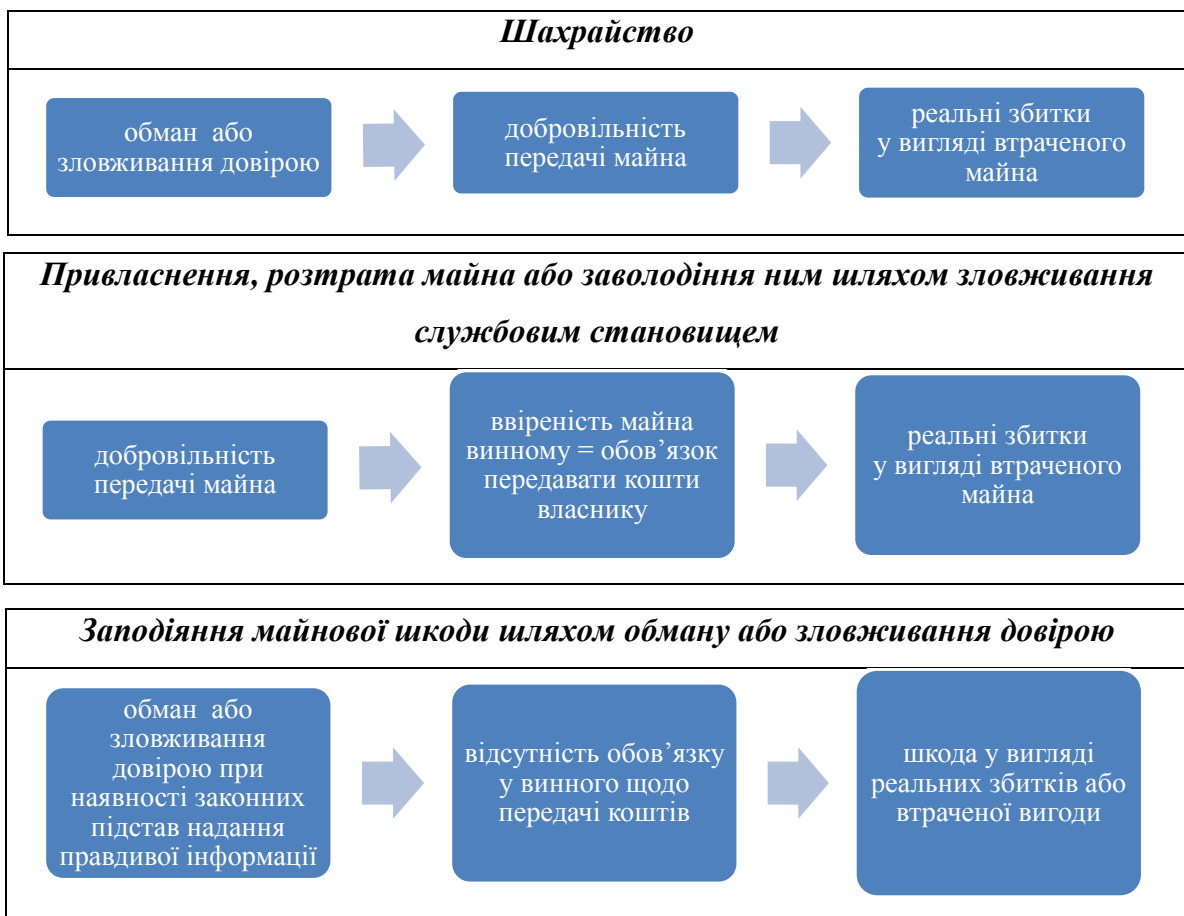 Шахрайство
обман або
зловживання довірою
добровільність
передачі майна
реальні збитки
у вигляді втраченого
майна
Привласнення, розтрата майна або заволодіння ним шляхом зловживання
службовим становищем
добровільність
передачі майна
ввіреність майна
винному = обов’язок
передавати кошти
власнику
реальні збитки
у вигляді втраченого
майна
Заподіяння майнової шкоди шляхом обману або зловживання довірою
обман або
зловживання
довірою при
наявності законних
підстав надання
правдивої інформації
відсутність обов’язку
у винного щодо
передачі коштів
шкода у вигляді
реальних збитків або
втраченої вигоди